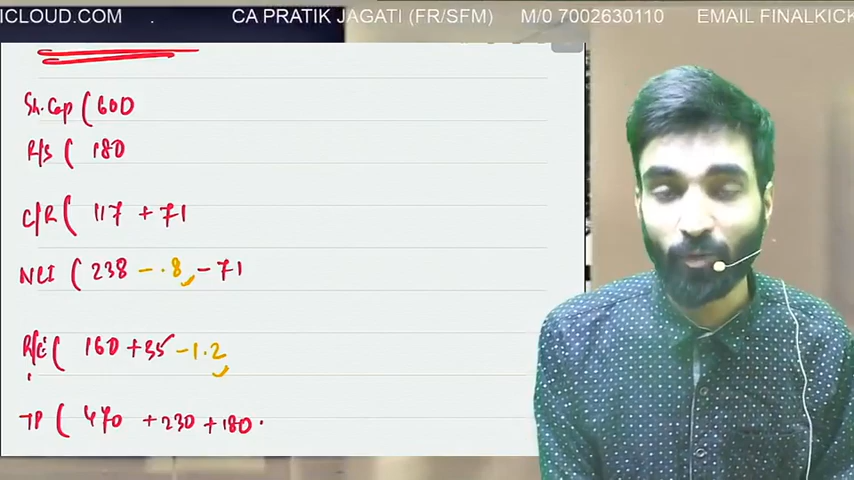 ICLOUD.COM . CA PRATIK JAGATI (FR/SFM) M/0 7002630110 EMAIL FINALKICK
Sh. Cap ( 600
R/S ( 180
C/R ( 117 + 71
NCI ( 238 - .8 - 71
R/E ( 160 + 35 - 1.2
TP ( 470 + 230 + 180